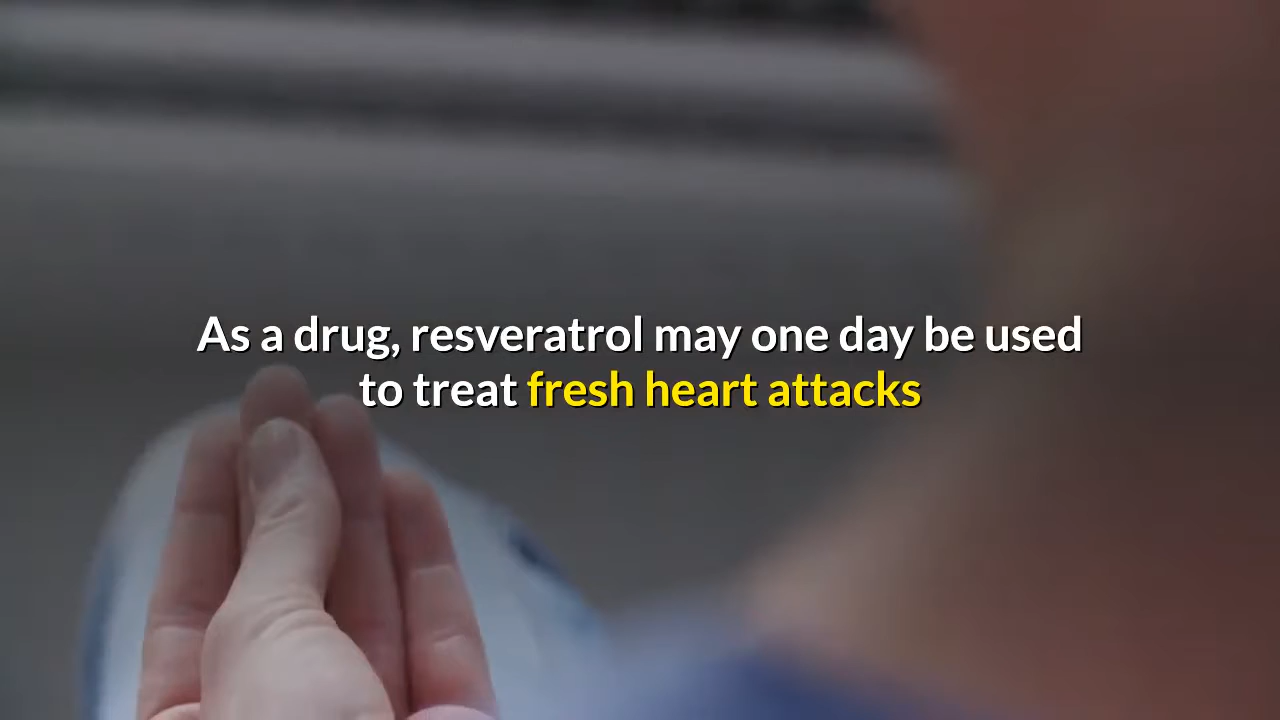 As a drug, resveratrol may one day be used
to treat fresh heart attacks